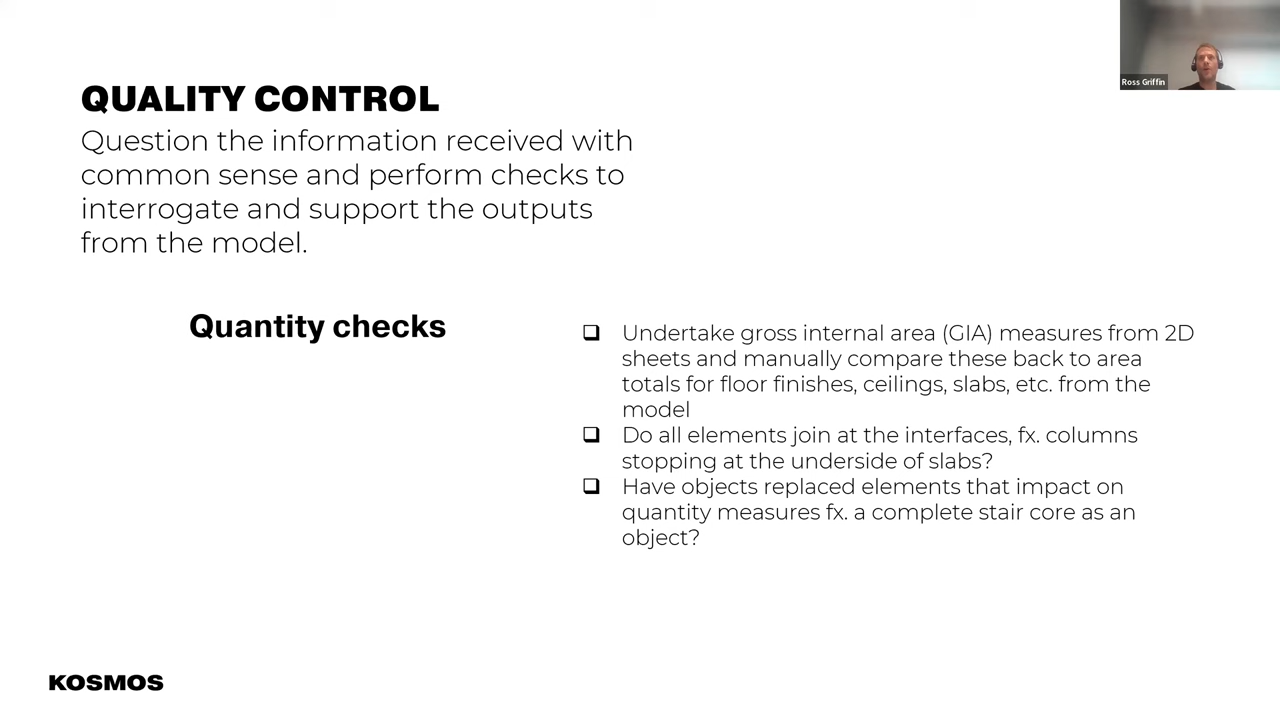 Ross Griffin
QUALITY CONTROL
Question the information received with
common sense and perform checks to
interrogate and support the outputs
from the model.
Quantity checks
Undertake gross internal area (GIA) measures from 2D
sheets and manually compare these back to area
totals for floor finishes, ceilings, slabs, etc. from the
model
Do all elements join at the interfaces, fx. columns
stopping at the underside of slabs?
Have objects replaced elements that impact on
quantity measures fx. a complete stair core as an
object?
KOSMOS